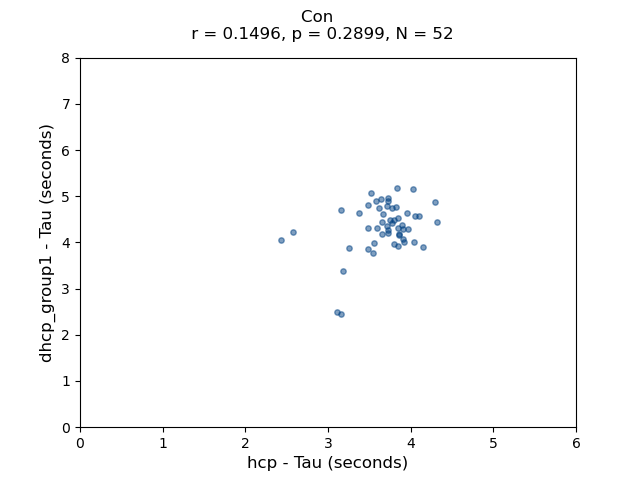 Con
r = 0.1496, p = 0.2899, N = 52
8
7
6
5
4
3
2
1
0
dhcp_group1 - Tau (seconds)
0 1 2 3 4 5 6
hcp - Tau (seconds)